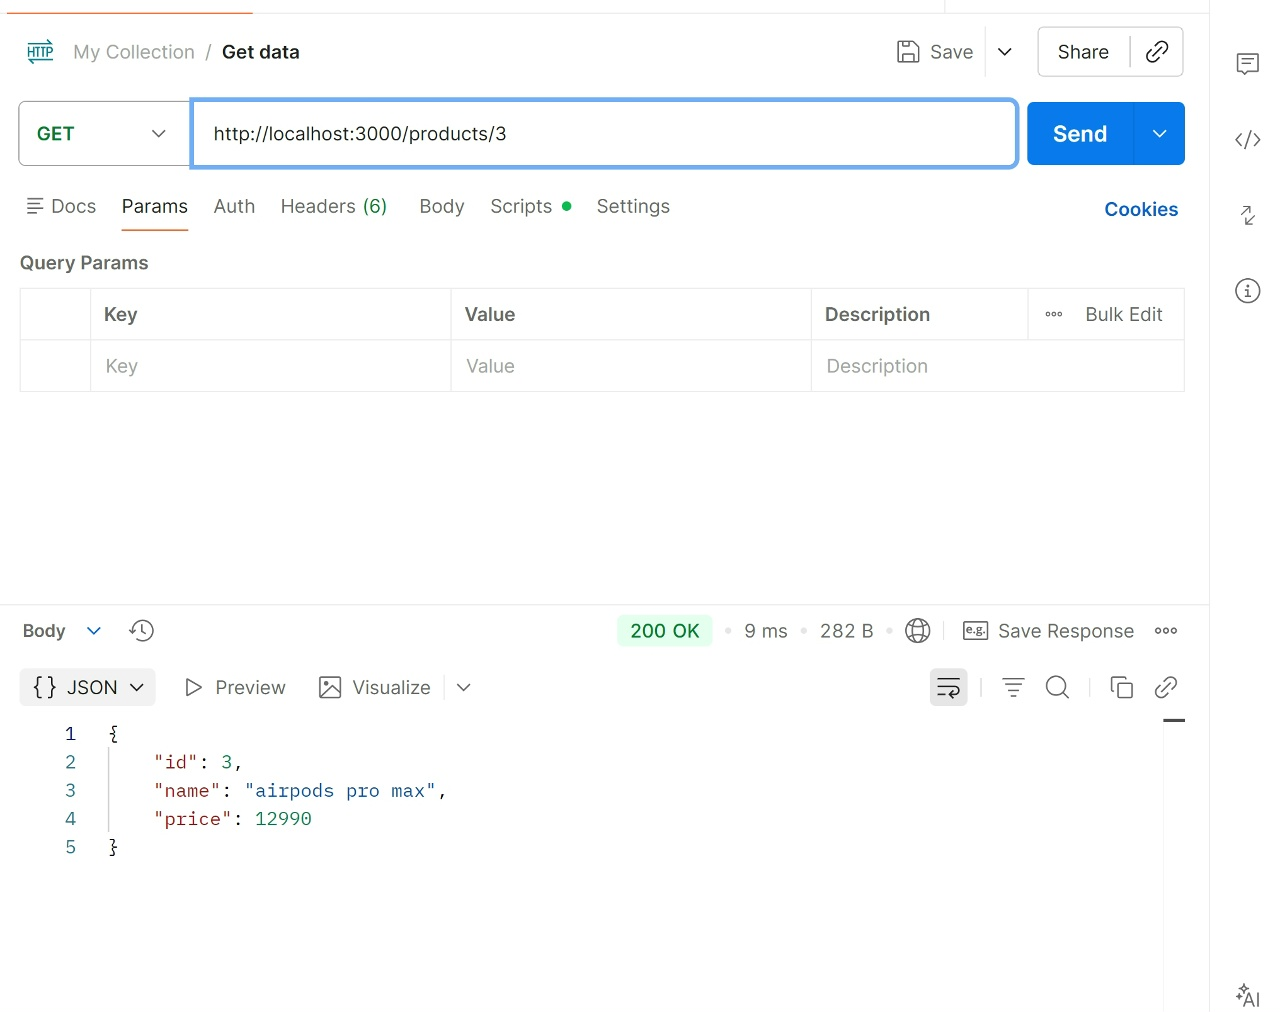 HTTP My Collection / Get data Save Share
GET http://localhost:3000/products/3 Send
Docs Params Auth Headers (6) Body Scripts Settings Cookies
Query Params
Key Value Description Bulk Edit
Key Value Description
Body 200 OK 9 ms 282 B e.g. Save Response
{} JSON Preview Visualize
1 {
2 "id": 3,
3 "name": "airpods pro max",
4 "price": 12990
5 }
AI